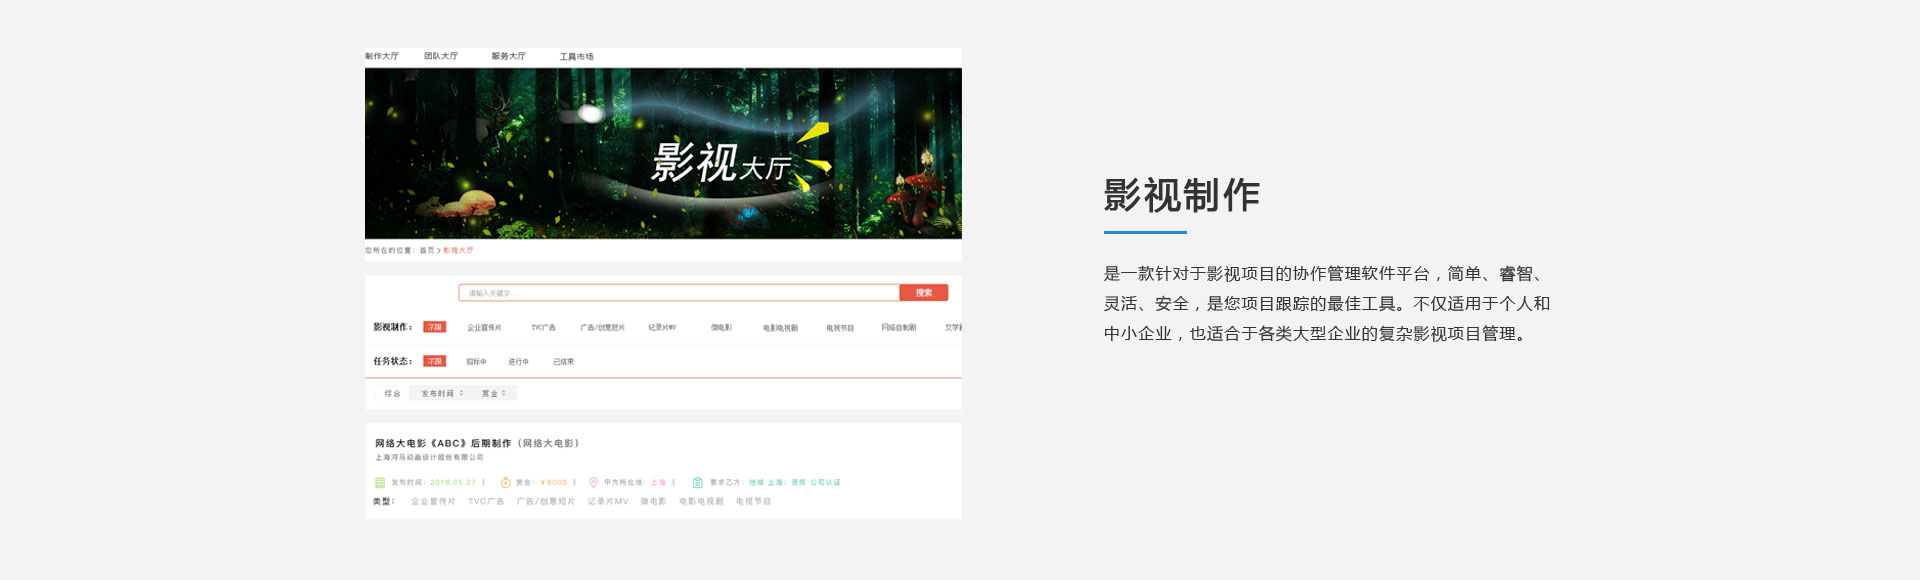 制作大厅 团队大厅 服务大厅 工具市场
影视大厅
您所在的位置：首页 > 影视大厅
请输入关键字... 搜索
影视制作： 不限 企业宣传片 TVC广告 广告/创意短片 纪录片MV 微电影 电影电视剧 电视节目 网络自制剧 文学
任务状态： 不限 招标中 进行中 已结束
综合 发布时间 赏金
网络大电影《ABC》后期制作（网络大电影）
上海河马动画设计股份有限公司
发布时间：2016.05.27 | 赏金：￥8000 | 甲方所在地：上海 | 要求乙方：地域 上海；资质 公司认证
类型： 企业宣传片 TVC广告 广告/创意短片 记录片MV 微电影 电影电视剧 电视节目
影视制作
是一款针对于影视项目的协作管理软件平台，简单、睿智、
灵活、安全，是您项目跟踪的最佳工具。不仅适用于个人和
中小企业，也适合于各类大型企业的复杂影视项目管理。